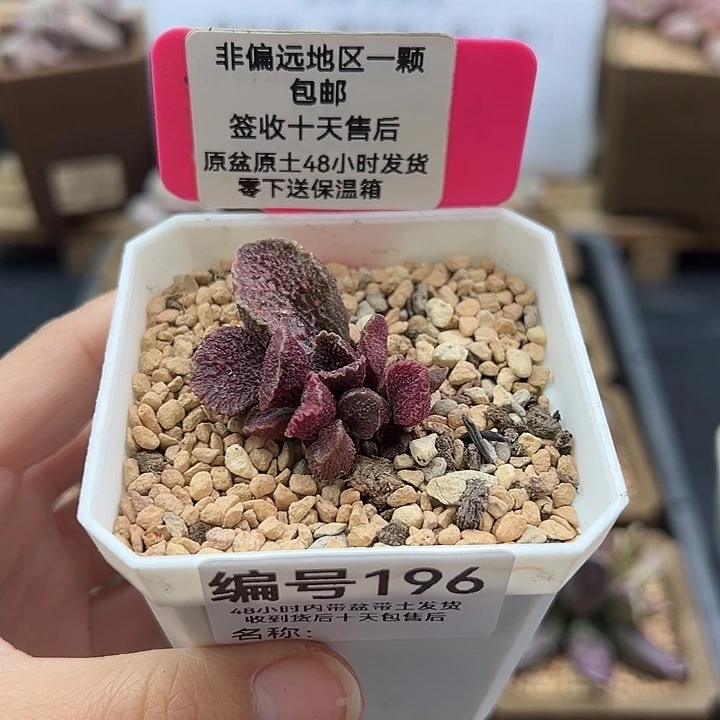 非偏远地区一颗
包邮
签收十天售后
原盆原土48小时发货
零下送保温箱
编号196
48小时内带盆带土发货
收到货后十天包售后
名称: